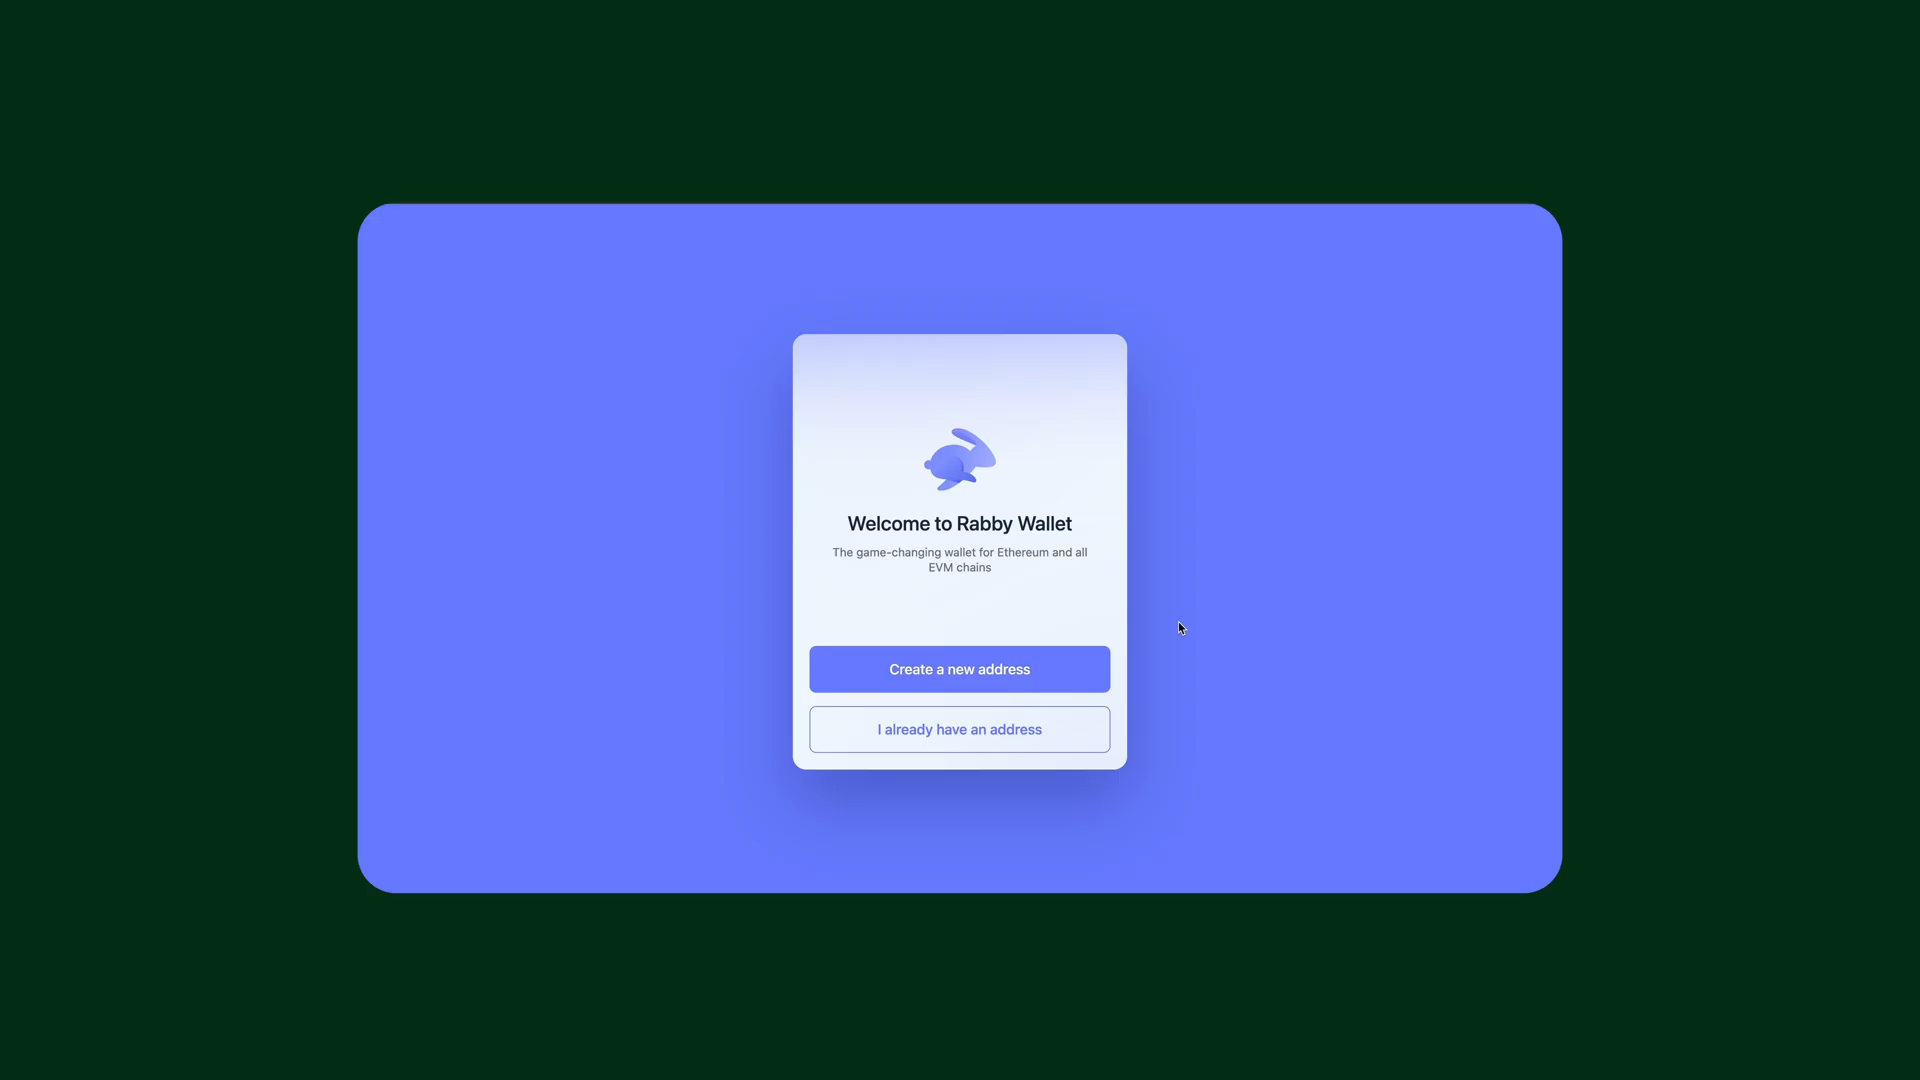 Welcome to Rabby Wallet
The game-changing wallet for Ethereum and all
EVM chains
Create a new address
I already have an address